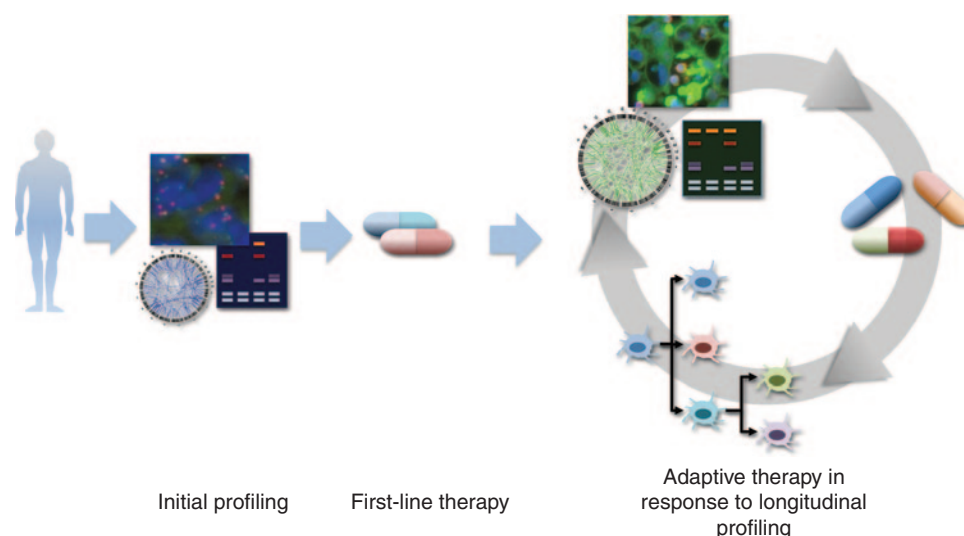 Initial profiling
First-line therapy
Adaptive therapy in
response to longitudinal
profiling